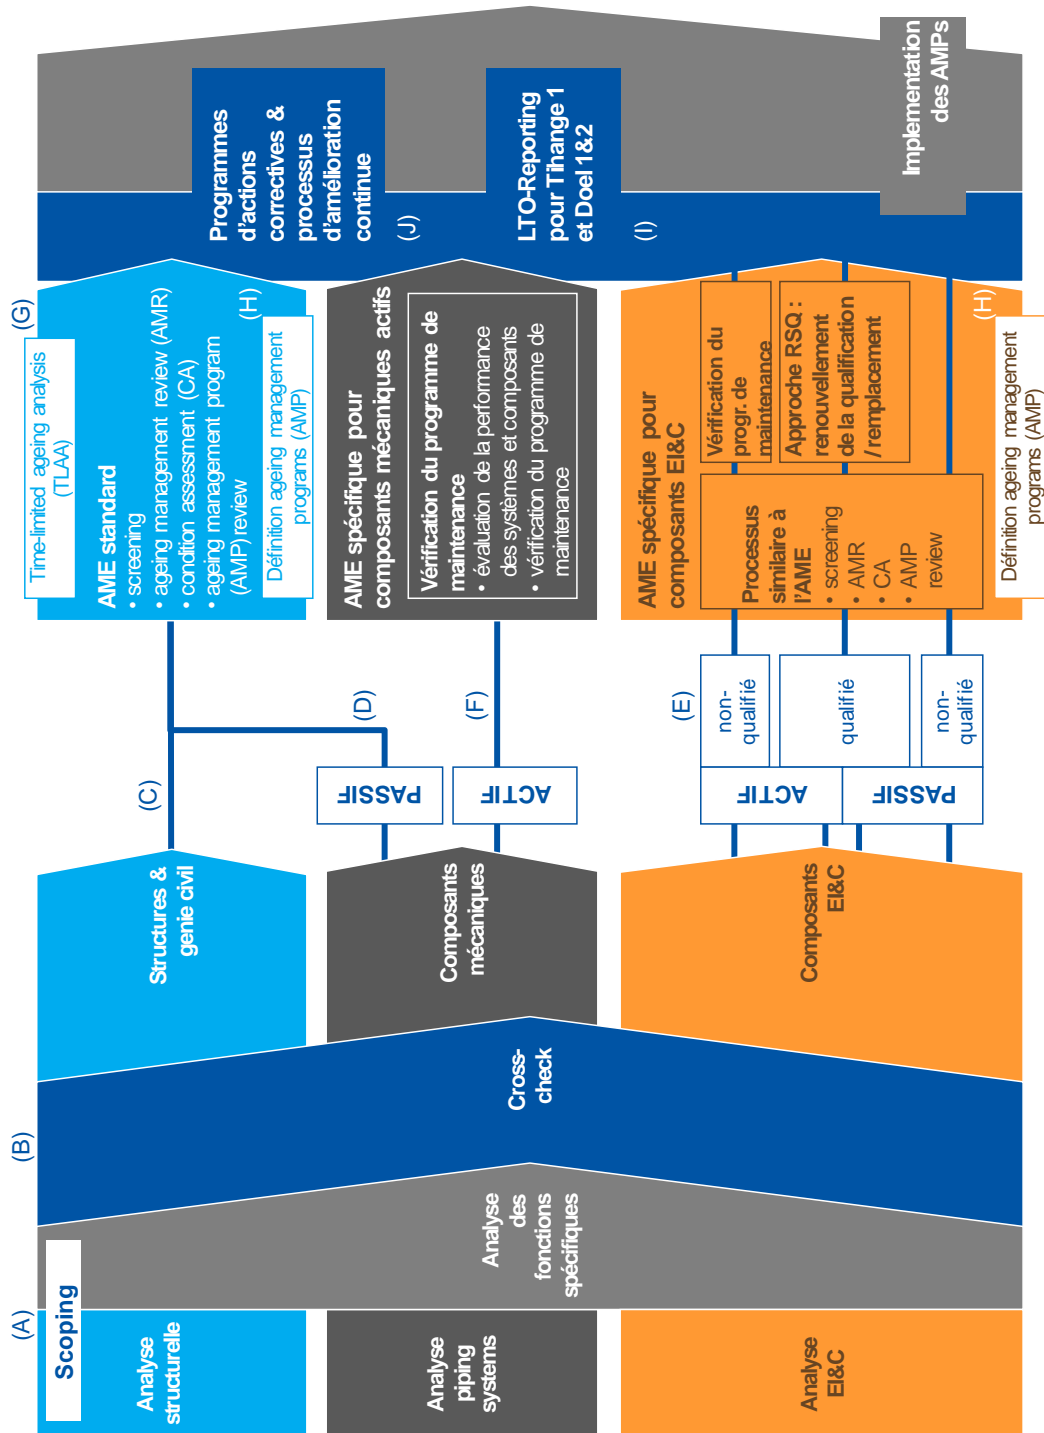 (A)
Scoping
Analyse
structurelle
Analyse
piping
systems
Analyse
EI&C
Analyse
des
fonctions
spécifiques
(B)
Cross-
check
Structures &
genie civil
Composants
mécaniques
Composants
EI&C
(C)
(D)
PASSIF
(F)
ACTIF
(E)
ACTIF
PASSIF
non-
qualifié
qualifié
non-
qualifié
(G)
Time-limited ageing analysis
(TLAA)
AME standard
• screening
• ageing management review (AMR)
• condition assessment (CA)
• ageing management program
(AMP) review
(H)
Définition ageing management
programs (AMP)
AME spécifique pour
composants mécaniques actifs
Vérification du programme de
maintenance
• évaluation de la performance
des systèmes et composants
• vérification du programme de
maintenance
AME spécifique pour
composants EI&C
Processus
similaire à
l'AME
• screening
• AMR
• CA
• AMP
review
Vérification du
progr. de
maintenance
Approche RSQ :
renouvellement
de la qualification
/ remplacement
(H)
Définition ageing management
programs (AMP)
Programmes
d'actions
correctives &
processus
d'amélioration
continue
(J)
LTO-Reporting
pour Tihange 1
et Doel 1&2
(I)
Implementation
des AMPs